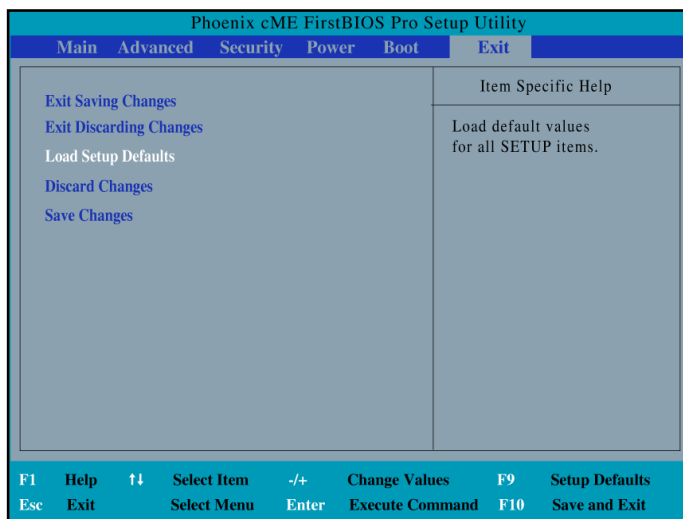 Phoenix cME FirstBIOS Pro Setup Utility
Main Advanced Security Power Boot Exit
Exit Saving Changes
Exit Discarding Changes
Load Setup Defaults
Discard Changes
Save Changes
Item Specific Help
Load default values
for all SETUP items.
F1 Help ↑↓ Select Item -/+ Change Values F9 Setup Defaults
Esc Exit Select Menu Enter Execute Command F10 Save and Exit